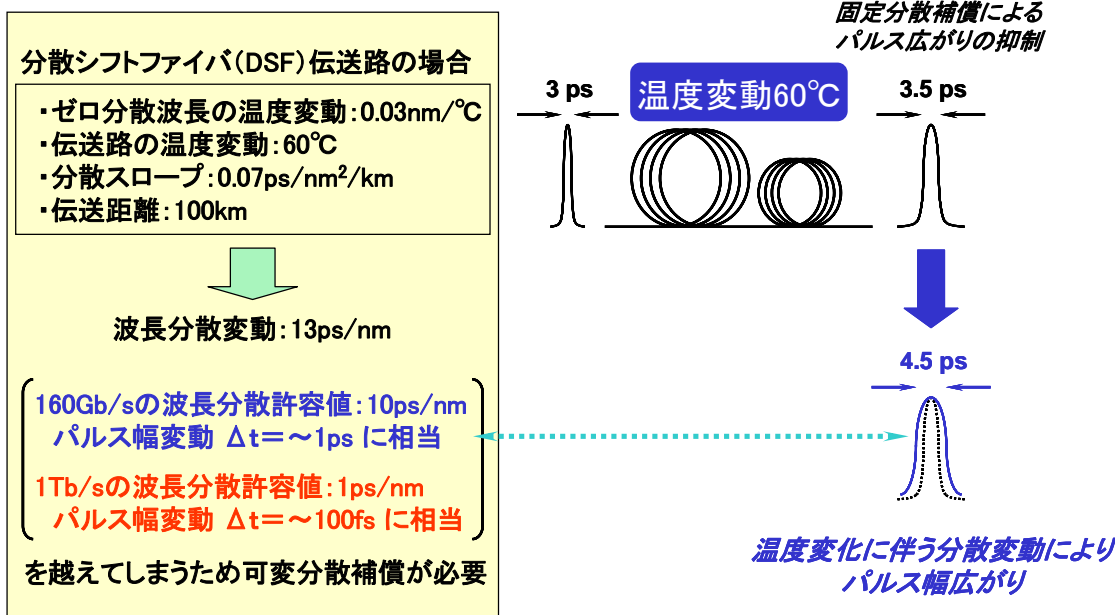 分散シフトファイバ(DSF)伝送路の場合
・ゼロ分散波長の温度変動:0.03nm/℃
・伝送路の温度変動:60℃
・分散スロープ:0.07ps/nm²/km
・伝送距離:100km
波長分散変動:13ps/nm
160Gb/sの波長分散許容値:10ps/nm
パルス幅変動 Δt=~1ps に相当
1Tb/sの波長分散許容値:1ps/nm
パルス幅変動 Δt=~100fs に相当
を越えてしまうため可変分散補償が必要
固定分散補償による
パルス広がりの抑制
3 ps
温度変動60℃
3.5 ps
4.5 ps
温度変化に伴う分散変動により
パルス幅広がり